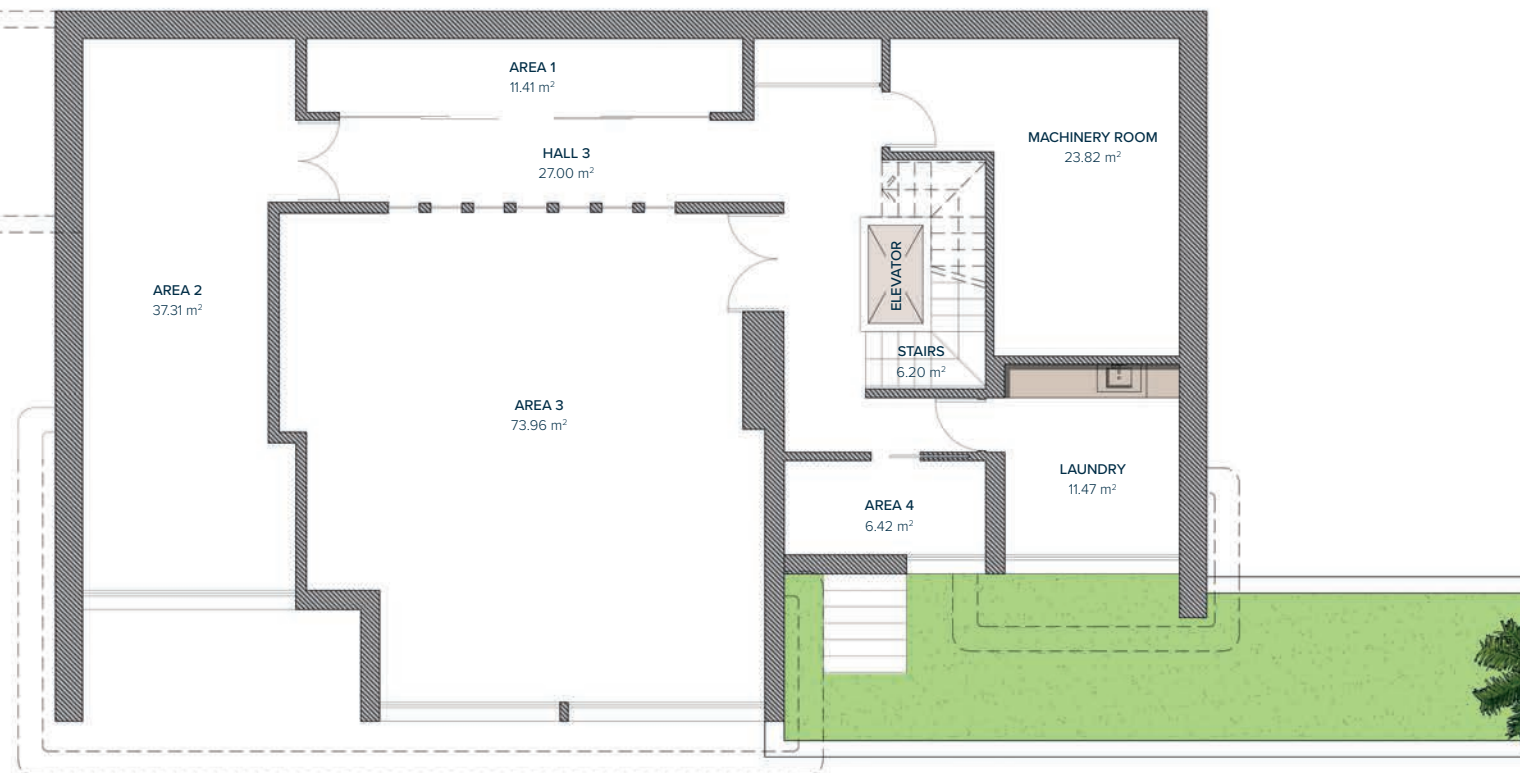 AREA 1
11.41 m²
HALL 3
27.00 m²
MACHINERY ROOM
23.82 m²
AREA 2
37.31 m²
ELEVATOR
STAIRS
6.20 m²
AREA 3
73.96 m²
LAUNDRY
11.47 m²
AREA 4
6.42 m²